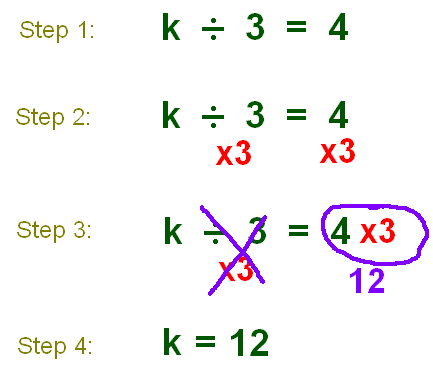 Step 1: k ÷ 3 = 4
Step 2: k ÷ 3 = 4
x3 x3
Step 3: k ÷ 3 = 4 x3
x3 12
Step 4: k = 12